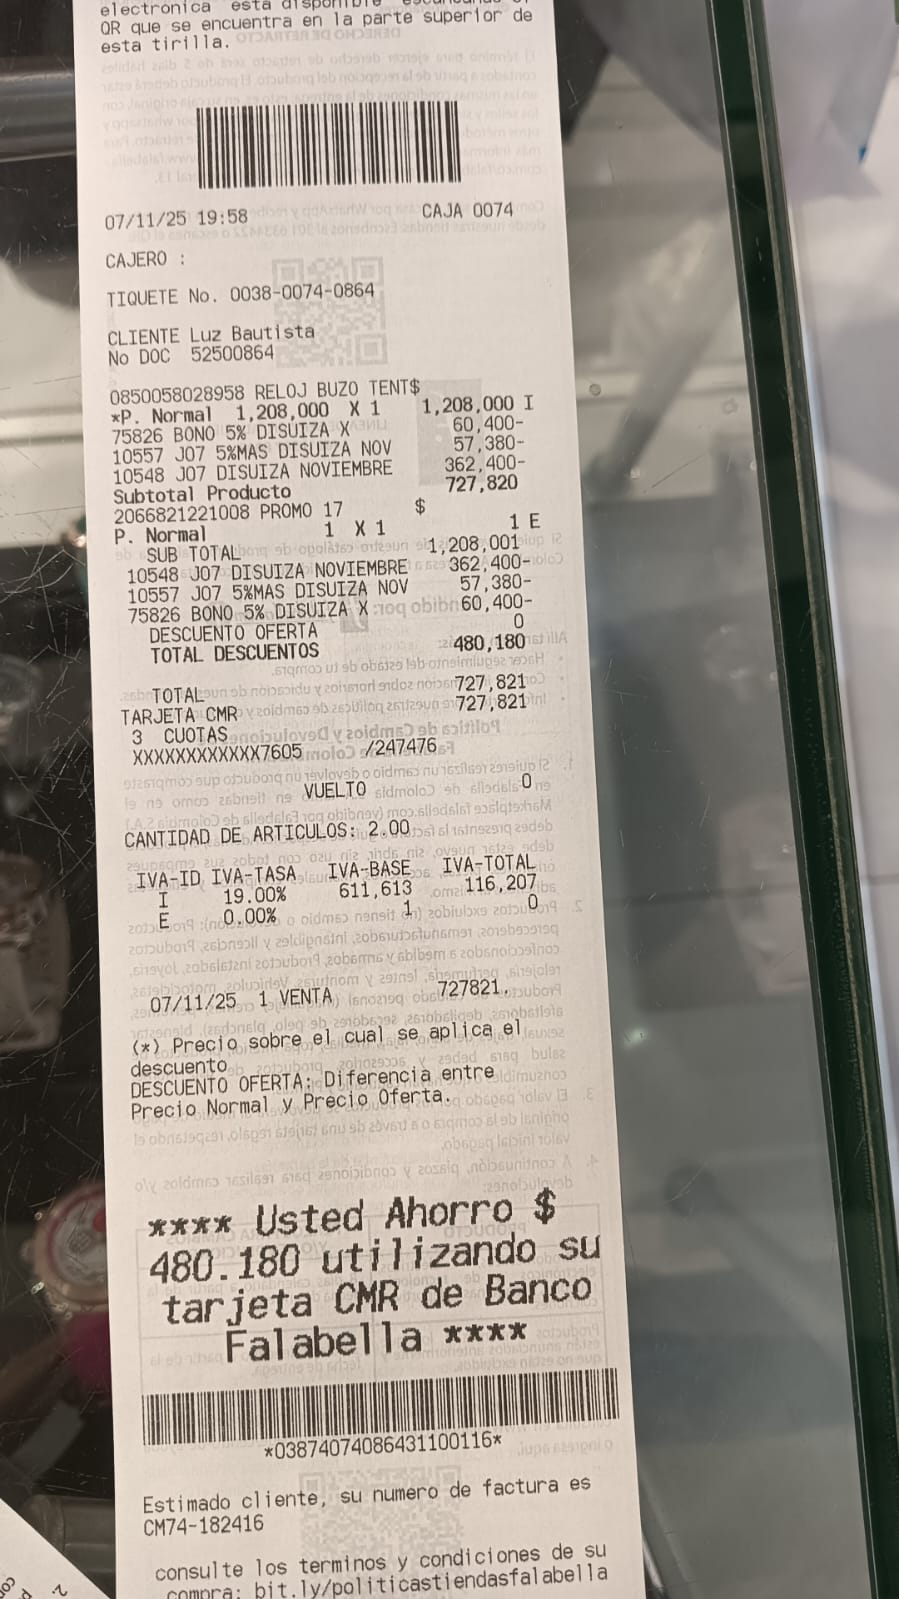 electronica esta disponible
QR que se encuentra en la parte superior de
esta tirilla.
07/11/25 19:58 CAJA 0074
CAJERO :
TIQUETE No. 0038-0074-0864
CLIENTE Luz Bautista
No DOC 52500864
0850058028958 RELOJ BUZO TENT$
*P. Normal 1,208,000 X 1 1,208,000 I
75826 BONO 5% DISUIZA X 60,400-
10557 J07 5%MAS DISUIZA NOV 57,380-
10548 J07 DISUIZA NOVIEMBRE 362,400-
Subtotal Producto 727,820
2066821221008 PROMO 17 $
P. Normal 1 X 1 1 E
SUB TOTAL 1,208,001
10548 J07 DISUIZA NOVIEMBRE 362,400-
10557 J07 5%MAS DISUIZA NOV 57,380-
75826 BONO 5% DISUIZA X 60,400-
DESCUENTO OFERTA 0
TOTAL DESCUENTOS 480,180
TOTAL 727,821
TARJETA CMR 727,821
3 CUOTAS
XXXXXXXXXXXX7605 /247476
VUELTO 0
CANTIDAD DE ARTICULOS: 2.00
IVA-ID IVA-TASA IVA-BASE IVA-TOTAL
I 19.00% 611,613 116,207
E 0.00% 1 0
07/11/25 1 VENTA 727821,
(*) Precio sobre el cual se aplica el
descuento
DESCUENTO OFERTA: Diferencia entre
Precio Normal y Precio Oferta.
**** Usted Ahorro $
480.180 utilizando su
tarjeta CMR de Banco
Falabella ****
*03874074086431100116*
Estimado cliente, su numero de factura es
CM74-182416
consulte los terminos y condiciones de su
compra: bit.ly/politicastiendasfalabella